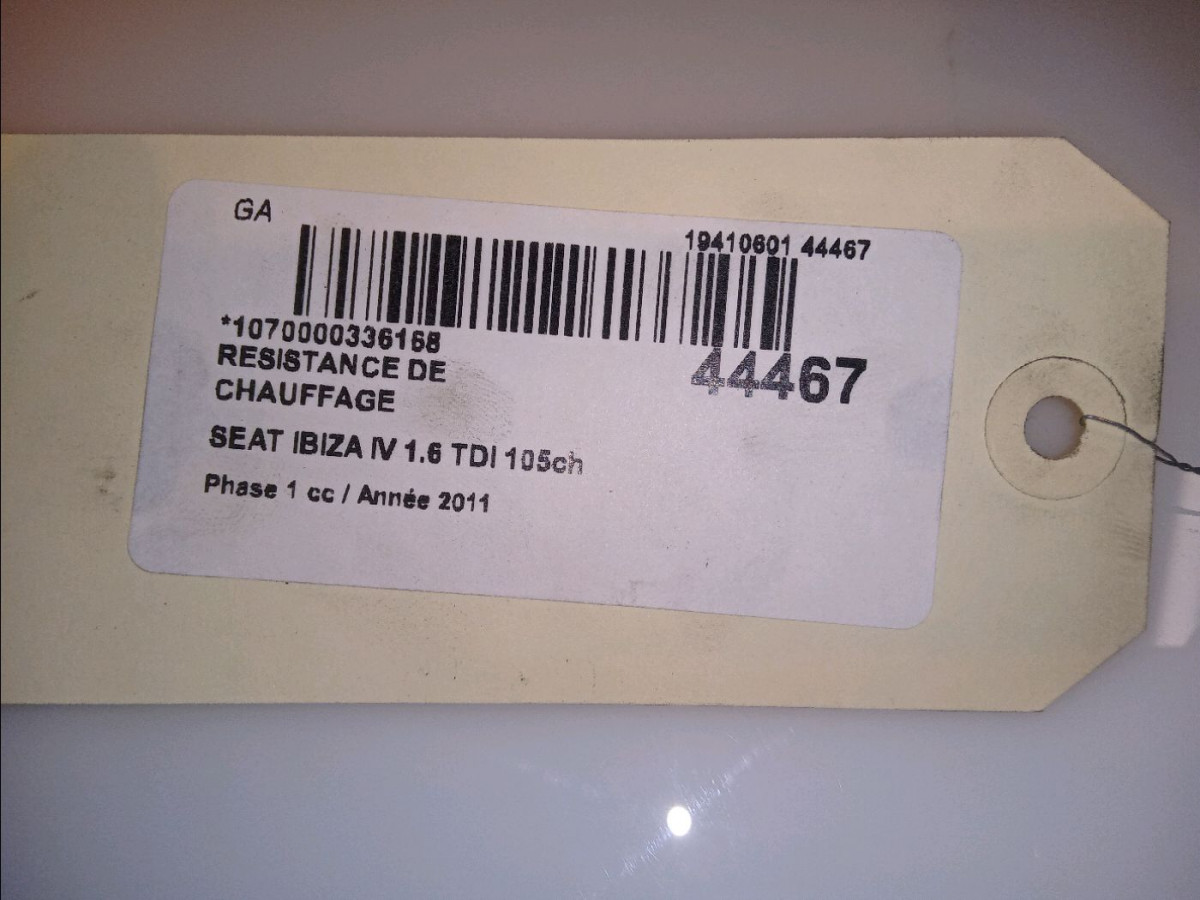 GA
19410601 44467
*1070000336168
44467
RESISTANCE DE
CHAUFFAGE
SEAT IBIZA IV 1.6 TDI 105ch
Phase 1 cc / Année 2011